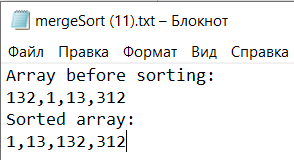 mergeSort (11).txt – Блокнот
Файл Правка Формат Вид Справка
Array before sorting:
132,1,13,312
Sorted array:
1,13,132,312